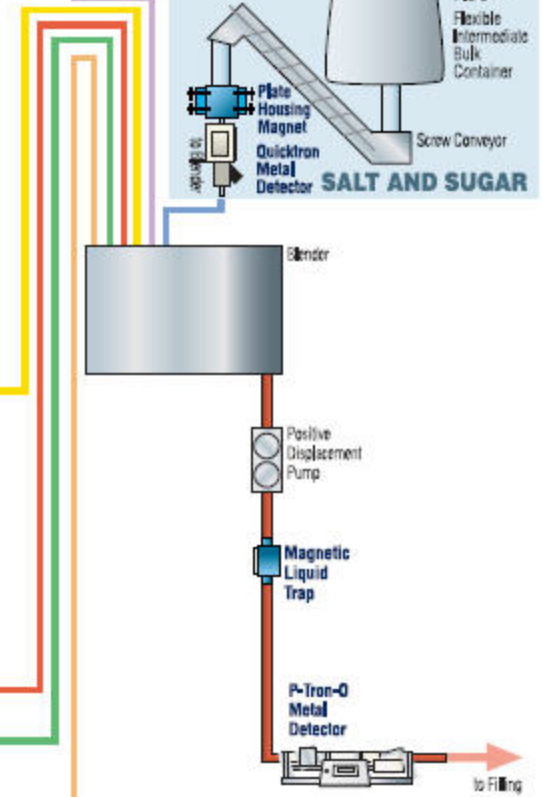 Flexible
Intermediate
Bulk
Container
Plate
Housing
Magnet
Screw Conveyor
to Blender
Quicktron
Metal
Detector
SALT AND SUGAR
Blender
Positive
Displacement
Pump
Magnetic
Liquid
Trap
P-Tron-O
Metal
Detector
to Filling